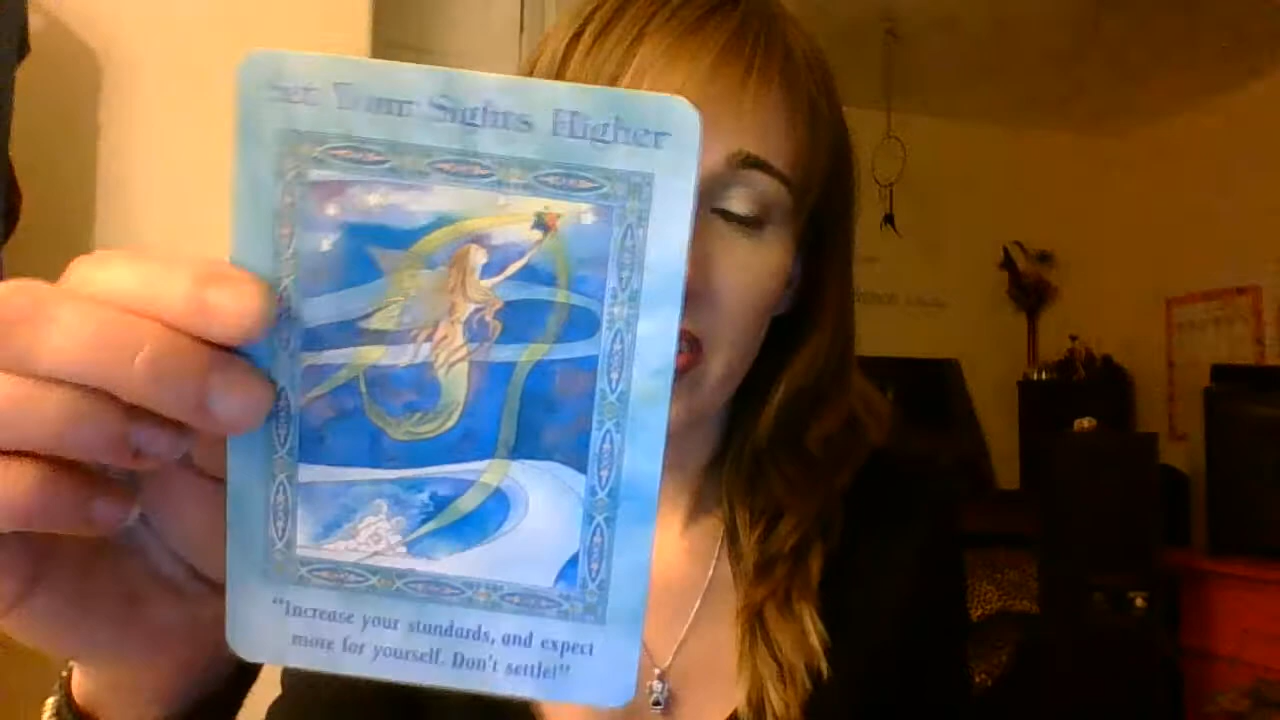 Set Your Sights Higher
“Increase your standards, and expect
more for yourself. Don't settle!”